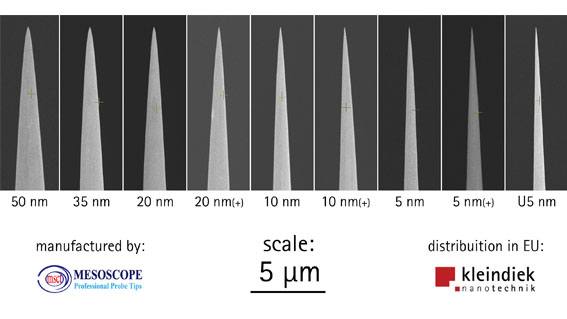 50 nm 35 nm 20 nm 20 nm(+) 10 nm 10 nm(+) 5 nm 5 nm(+) U5 nm
manufactured by:
mscp MESOSCOPE
Professional Probe Tips
scale:
5 µm
distribuition in EU:
kleindiek
nanotechnik